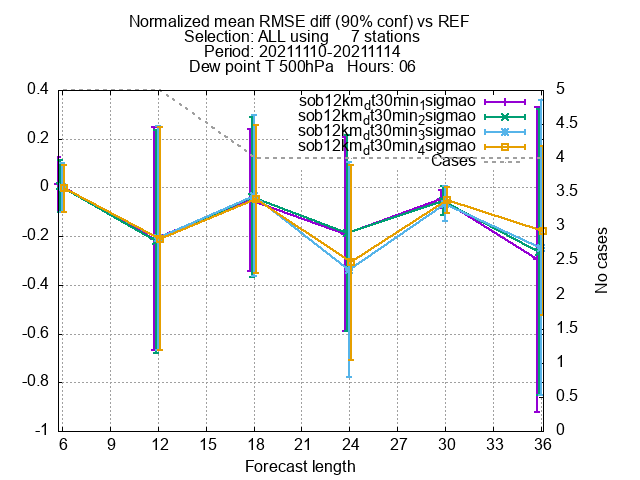 Normalized mean RMSE diff (90% conf) vs REF
Selection: ALL using 7 stations
Period: 20211110-20211114
Dew point T 500hPa Hours: 06
sob12km_dt30min_1sigmao
sob12km_dt30min_2sigmao
sob12km_dt30min_3sigmao
sob12km_dt30min_4sigmao
Cases
0.4
0.2
0
-0.2
-0.4
-0.6
-0.8
-1
5
4.5
4
3.5
3
2.5
2
1.5
1
0.5
0
No cases
6 9 12 15 18 21 24 27 30 33 36
Forecast length